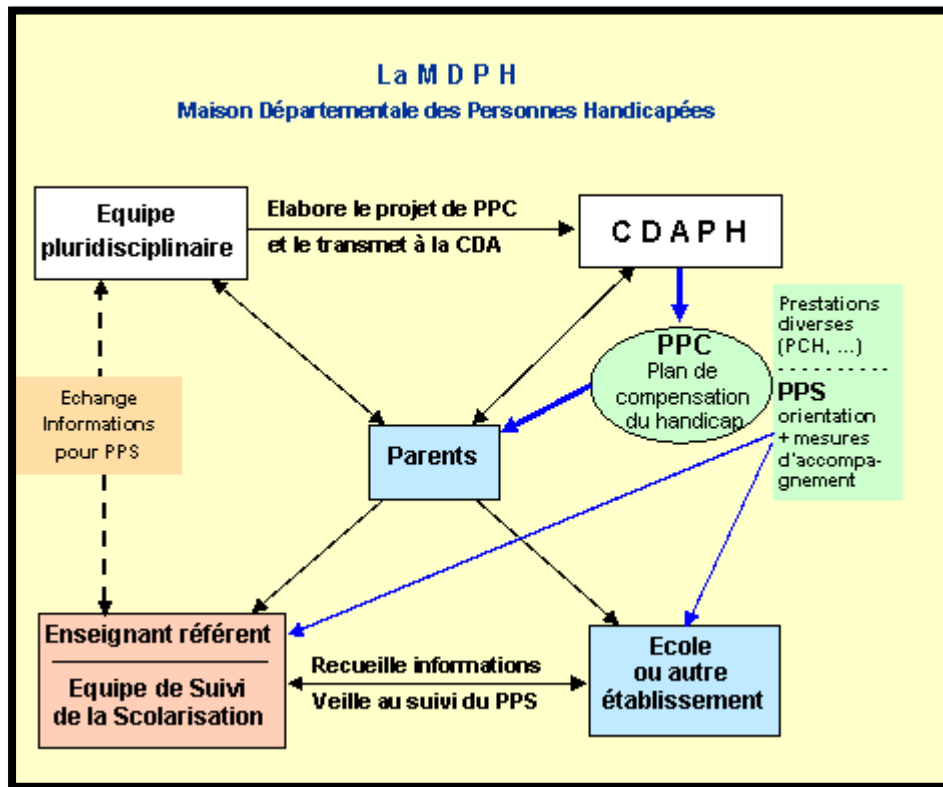 La M D P H
Maison Départementale des Personnes Handicapées
Equipe
pluridisciplinaire
Elabore le projet de PPC
et le transmet à la CDA
C D A P H
Prestations
diverses
(PCH, ...)
PPS
orientation
+ mesures
d'accompa-
gnement
PPC
Plan de
compensation
du handicap
Echange
Informations
pour PPS
Parents
Enseignant référent
Equipe de Suivi
de la Scolarisation
Recueille informations
Veille au suivi du PPS
Ecole
ou autre
établissement